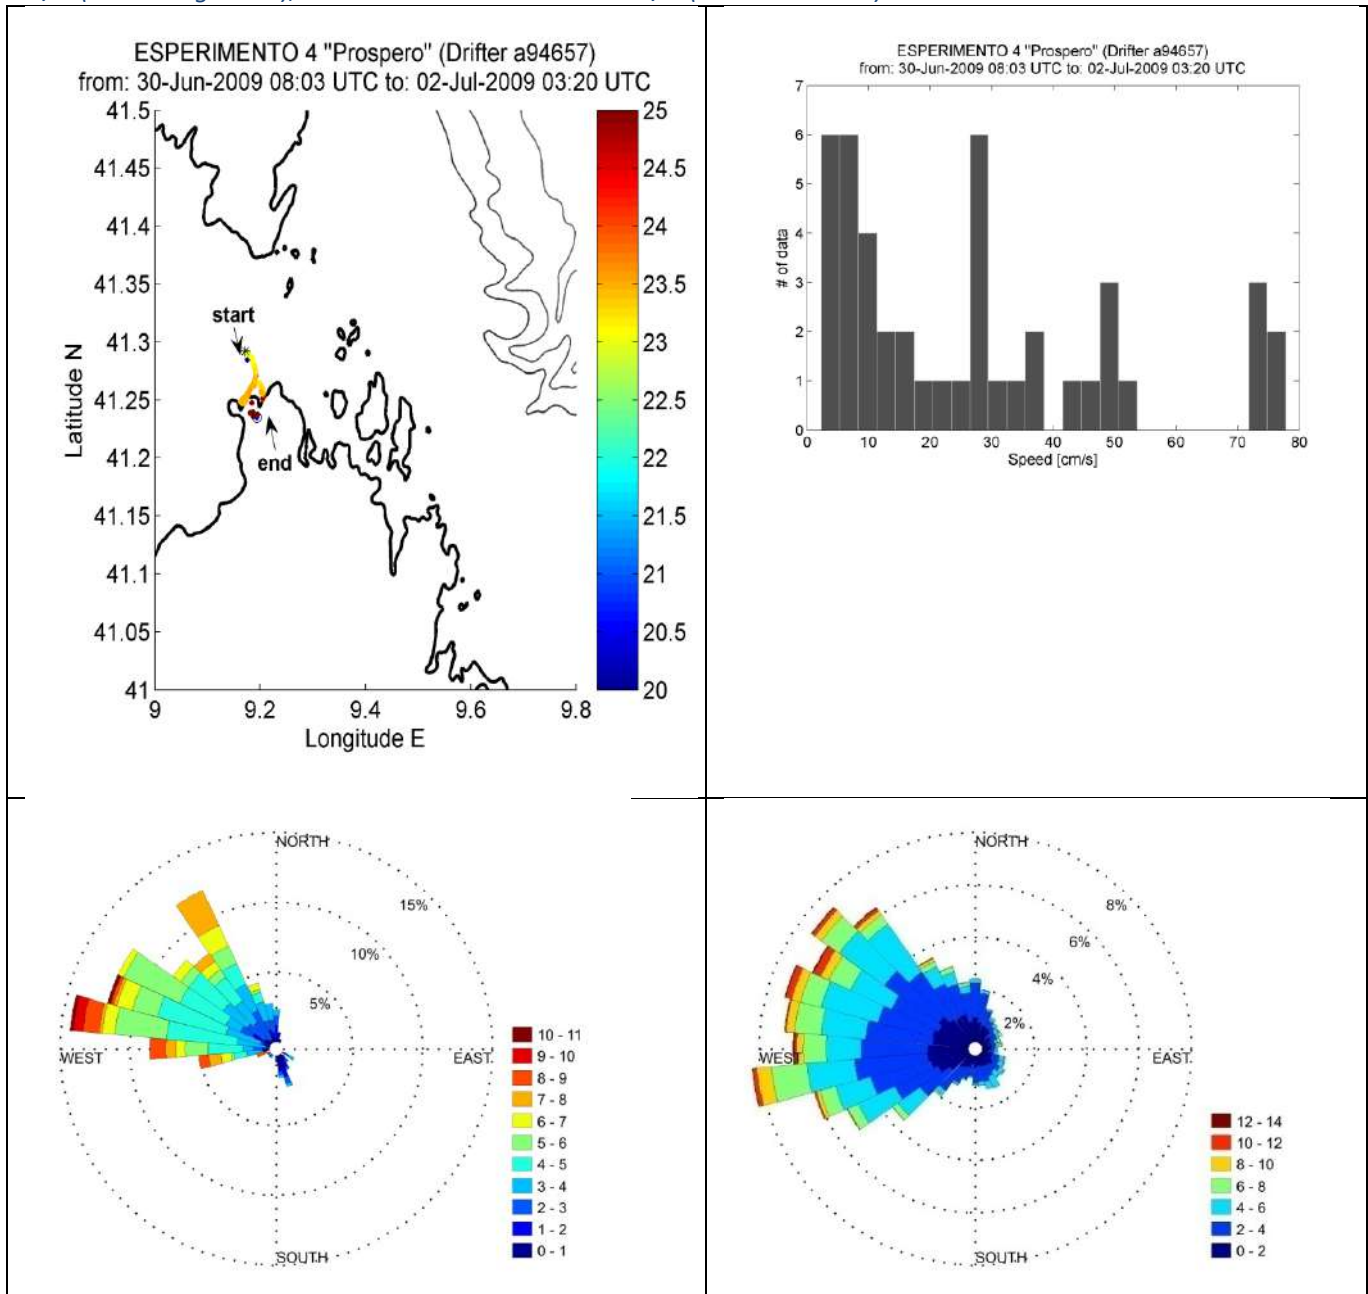 ESPERIMENTO 4 "Prospero" (Drifter a94657)
from: 30-Jun-2009 08:03 UTC to: 02-Jul-2009 03:20 UTC
41.5
41.45
41.4
41.35
41.3
41.25
41.2
41.15
41.1
41.05
41
Latitude N
start
end
9
9.2
9.4
9.6
9.8
Longitude E
25
24.5
24
23.5
23
22.5
22
21.5
21
20.5
20
ESPERIMENTO 4 "Prospero" (Drifter a94657)
from: 30-Jun-2009 08:03 UTC to: 02-Jul-2009 03:20 UTC
7
6
5
4
3
2
1
0
# of data
0
10
20
30
40
50
60
70
80
Speed [cm/s]
NORTH
15%
10%
5%
WEST
EAST
SOUTH
10 - 11
9 - 10
8 - 9
7 - 8
6 - 7
5 - 6
4 - 5
3 - 4
2 - 3
1 - 2
0 - 1
NORTH
8%
6%
4%
2%
WEST
EAST
SOUTH
12 - 14
10 - 12
8 - 10
6 - 8
4 - 6
2 - 4
0 - 2